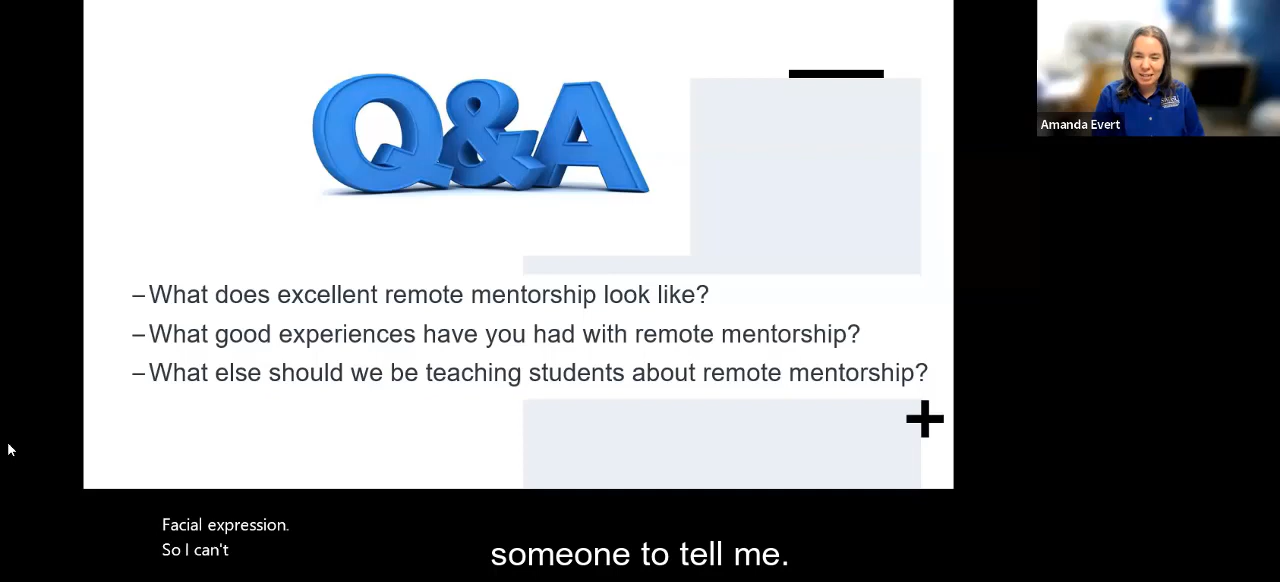 Q&A
Amanda Evert
–What does excellent remote mentorship look like?
–What good experiences have you had with remote mentorship?
–What else should we be teaching students about remote mentorship?
Facial expression.
So I can't
someone to tell me.